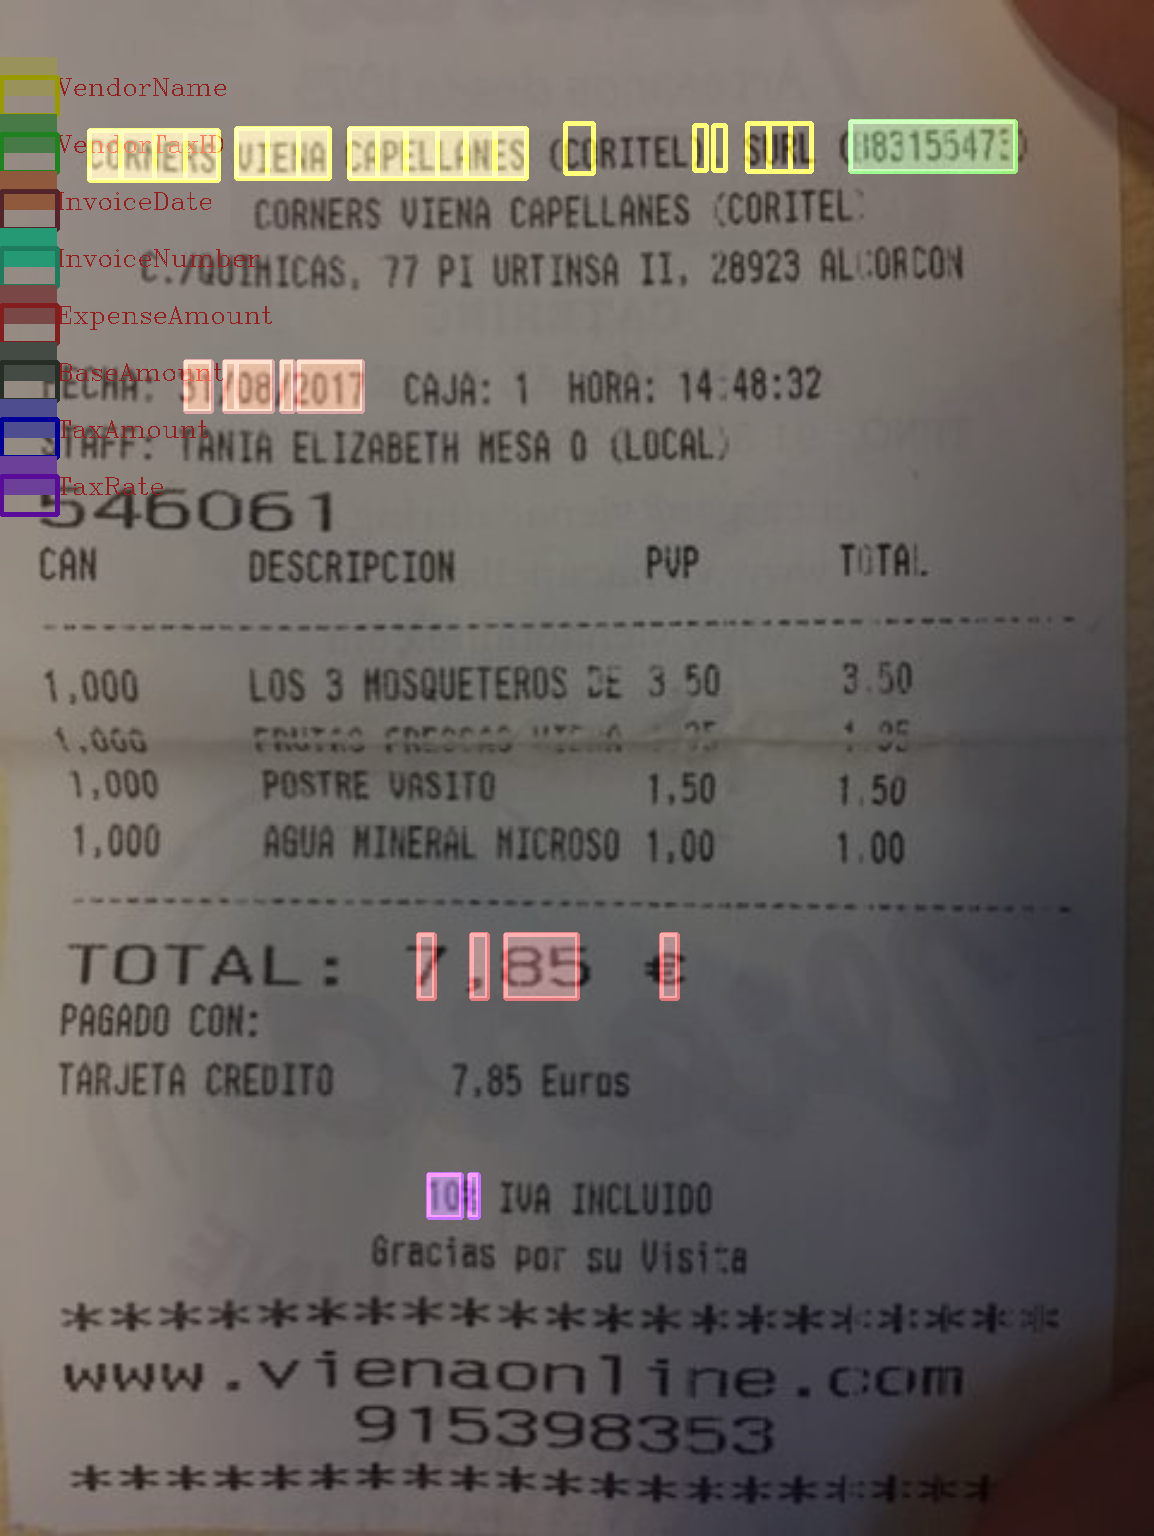 VendorName
VendorTaxID
CORNERS VIENA CAPELLANES (CORITEL). SURL (B83155473)
InvoiceDate
CORNERS VIENA CAPELLANES (CORITEL)
InvoiceNumber
C./QUIMICAS, 77 PI URTINSA II, 28923 ALCORCON
ExpenseAmount
BaseAmount
FECHA: 31/08/2017 CAJA: 1 HORA: 14:48:32
TaxAmount
STAFF: TANIA ELIZABETH MESA O (LOCAL)
TaxRate
546061
CAN DESCRIPCION PVP TOTAL
1,000 LOS 3 MOSQUETEROS DE 3.50 3.50
1,000 FRUTAS FRESCAS VIENA
1,000 POSTRE VASITO 1,50 1.50
1,000 AGUA MINERAL MICROSO 1,00 1.00
TOTAL: 7,85 €
PAGADO CON:
TARJETA CREDITO 7,85 Euros
10% IVA INCLUIDO
Gracias por su Visita
**********************
www.vienaonline.com
915398353
********************